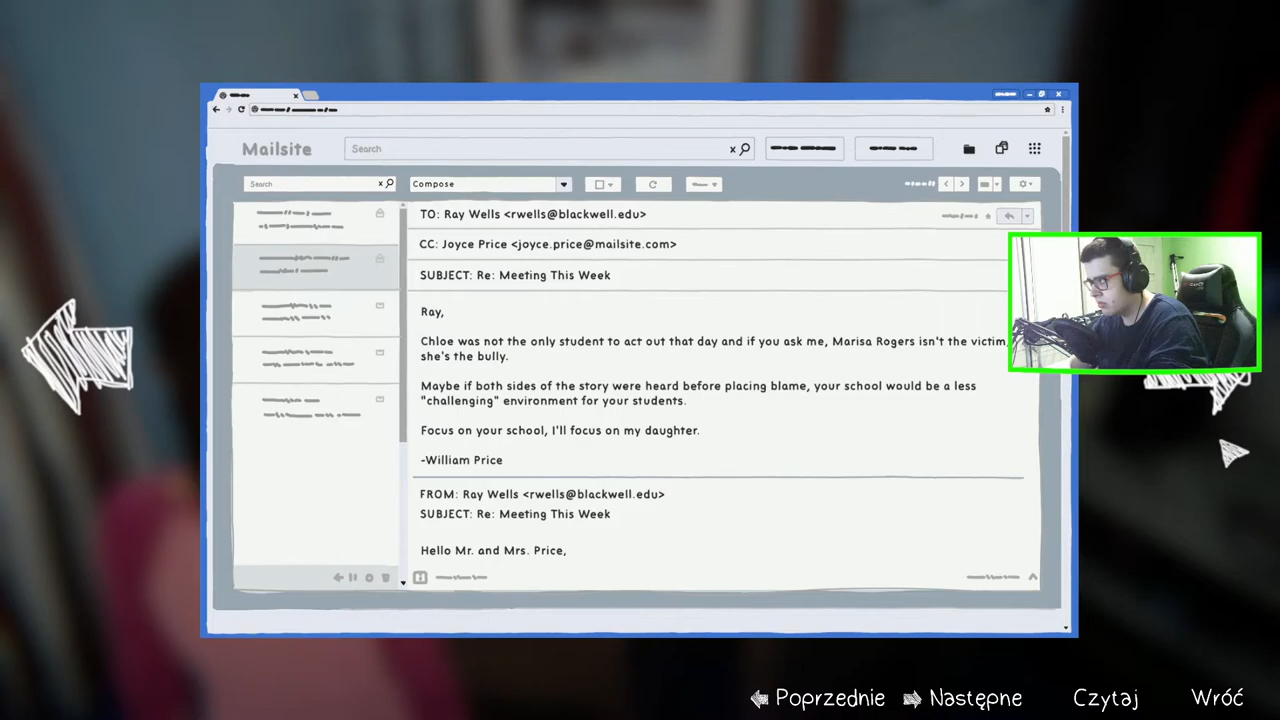 Mailsite
Search
x
Search
x
Compose
TO: Ray Wells <rwells@blackwell.edu>
CC: Joyce Price <joyce.price@mailsite.com>
SUBJECT: Re: Meeting This Week
Ray,
Chloe was not the only student to act out that day and if you ask me, Marisa Rogers isn't the victim,
she's the bully.
Maybe if both sides of the story were heard before placing blame, your school would be a less
"challenging" environment for your students.
Focus on your school, I'll focus on my daughter.
-William Price
FROM: Ray Wells <rwells@blackwell.edu>
SUBJECT: Re: Meeting This Week
Hello Mr. and Mrs. Price,
Poprzednie Następne Czytaj Wróć